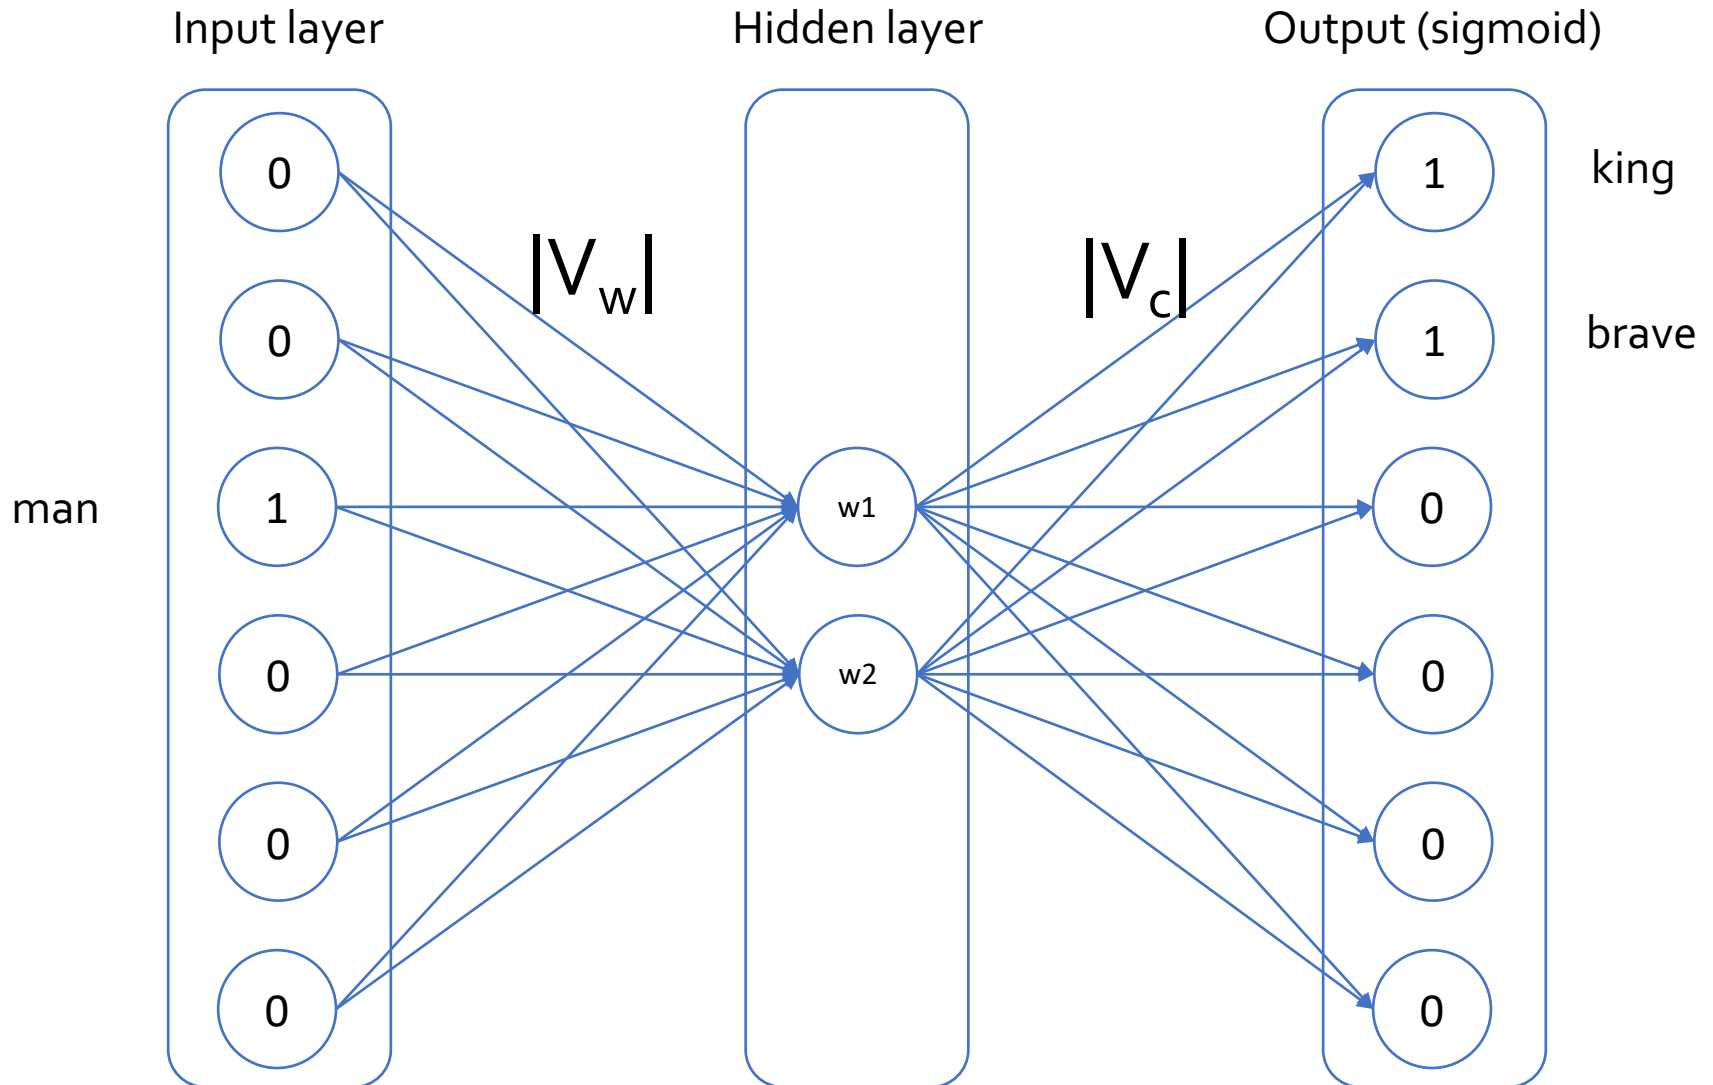 Input layer
Hidden layer
Output (sigmoid)
0
1
king
|Vw|
|Vc|
0
1
brave
man
1
w1
0
0
w2
0
0
0
0
0